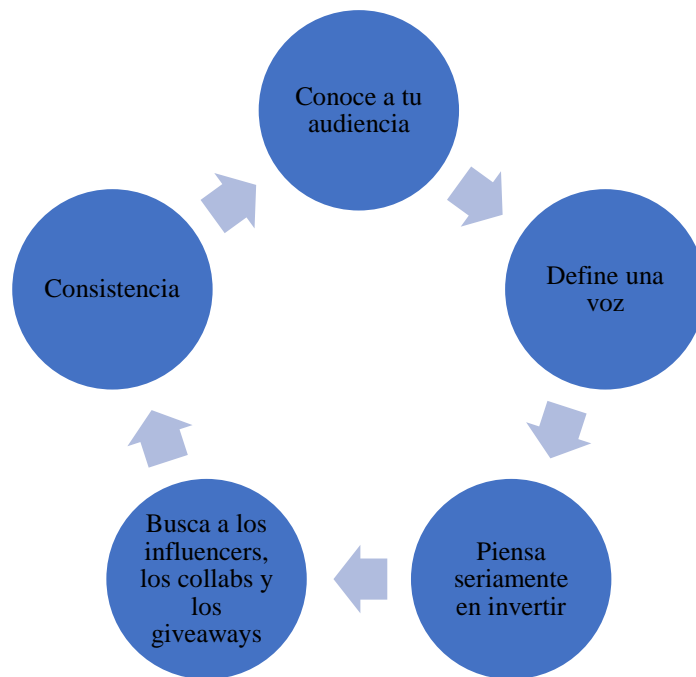 Conoce a tu
audiencia
Define una
voz
Piensa
seriamente
en invertir
Busca a los
influencers,
los collabs y
los
giveaways
Consistencia